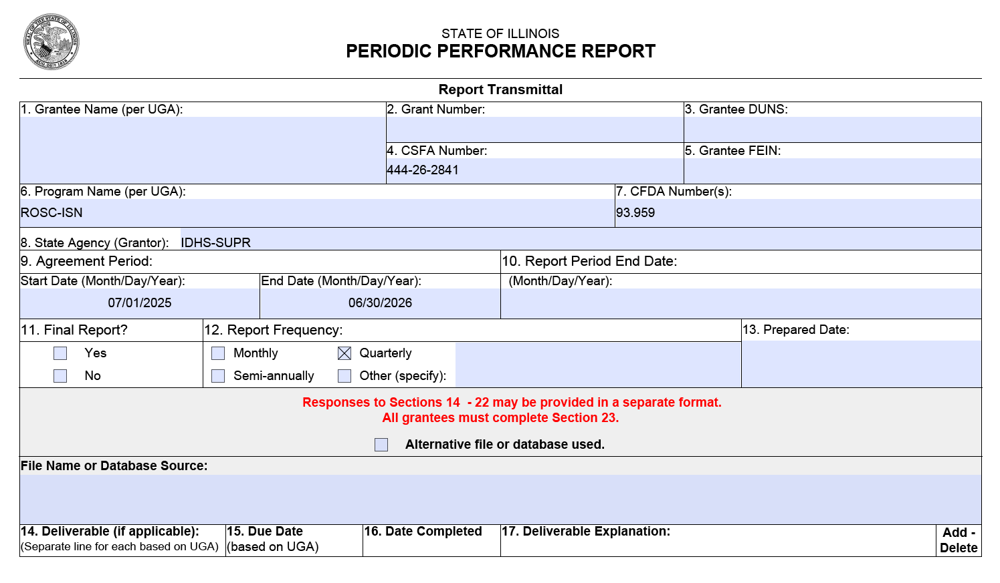 SEAL OF THE STATE OF ILLINOIS
AUG. 26TH 1818
STATE OF ILLINOIS
PERIODIC PERFORMANCE REPORT
Report Transmittal
1. Grantee Name (per UGA):
2. Grant Number:
3. Grantee DUNS:
4. CSFA Number:
5. Grantee FEIN:
444-26-2841
6. Program Name (per UGA):
7. CFDA Number(s):
ROSC-ISN
93.959
8. State Agency (Grantor): IDHS-SUPR
9. Agreement Period:
10. Report Period End Date:
Start Date (Month/Day/Year):
End Date (Month/Day/Year):
(Month/Day/Year):
07/01/2025
06/30/2026
11. Final Report?
12. Report Frequency:
13. Prepared Date:
Yes
Monthly
Quarterly
No
Semi-annually
Other (specify):
Responses to Sections 14 - 22 may be provided in a separate format.
All grantees must complete Section 23.
Alternative file or database used.
File Name or Database Source:
14. Deliverable (if applicable):
(Separate line for each based on UGA)
15. Due Date
(based on UGA)
16. Date Completed
17. Deliverable Explanation:
Add -
Delete